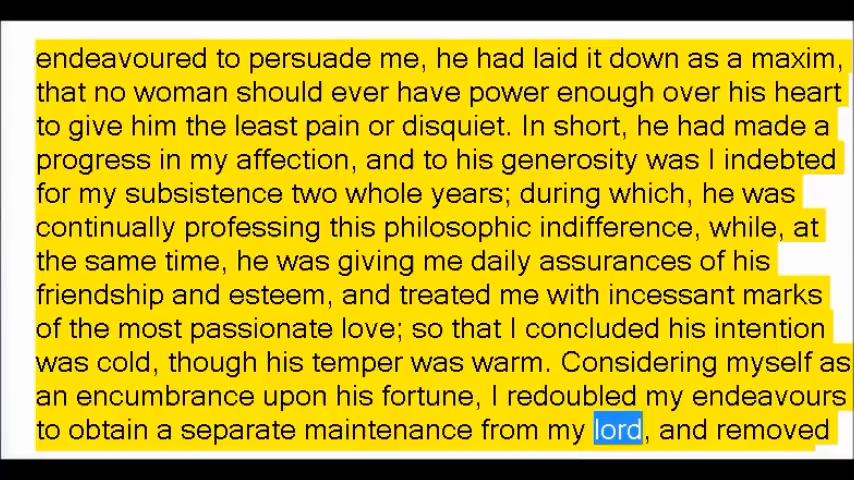 endeavoured to persuade me, he had laid it down as a maxim,
that no woman should ever have power enough over his heart
to give him the least pain or disquiet. In short, he had made a
progress in my affection, and to his generosity was I indebted
for my subsistence two whole years; during which, he was
continually professing this philosophic indifference, while, at
the same time, he was giving me daily assurances of his
friendship and esteem, and treated me with incessant marks
of the most passionate love; so that I concluded his intention
was cold, though his temper was warm. Considering myself as
an encumbrance upon his fortune, I redoubled my endeavours
to obtain a separate maintenance from my lord, and removed